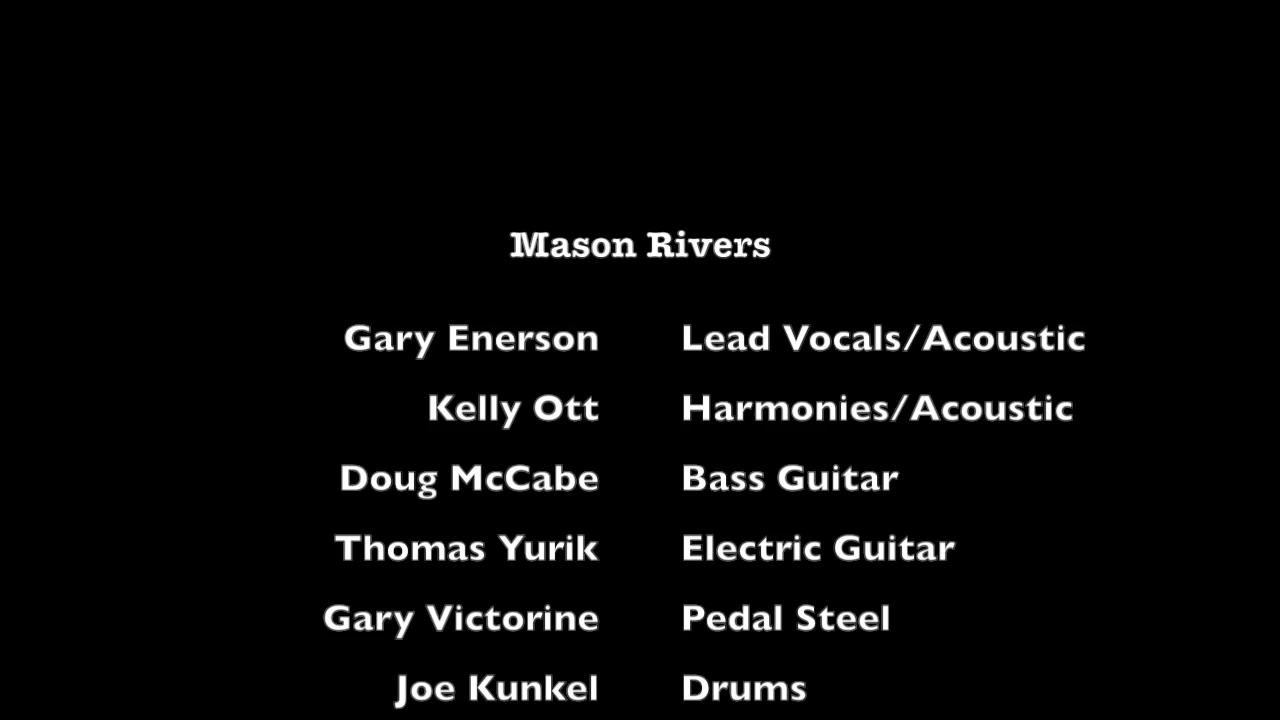 Mason Rivers
Gary Enerson Lead Vocals/Acoustic
Kelly Ott Harmonies/Acoustic
Doug McCabe Bass Guitar
Thomas Yurik Electric Guitar
Gary Victorine Pedal Steel
Joe Kunkel Drums